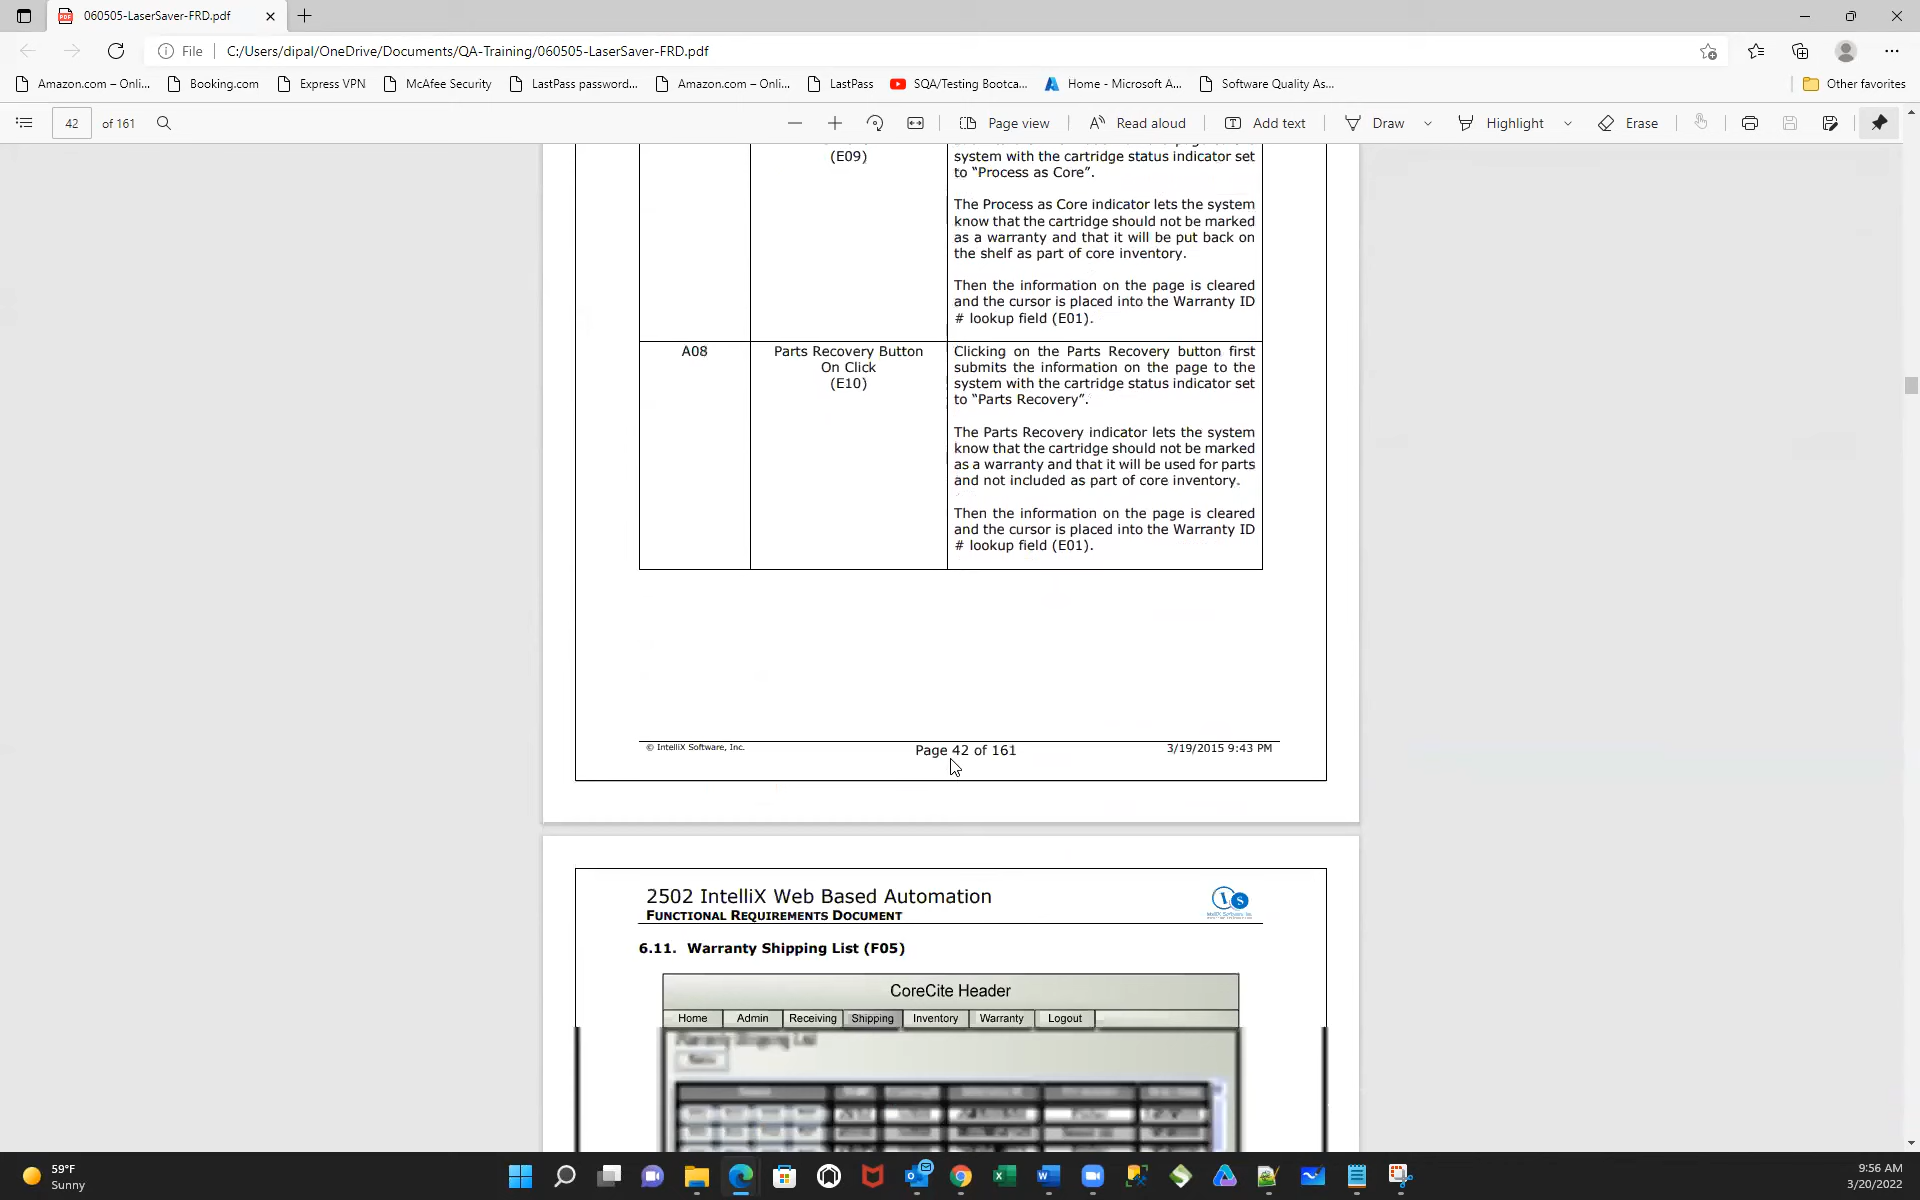 060505-LaserSaver-FRD.pdf
File C:/Users/dipal/OneDrive/Documents/QA-Training/060505-LaserSaver-FRD.pdf
Amazon.com – Onli... Booking.com Express VPN McAfee Security LastPass password... Amazon.com – Onli... LastPass SQA/Testing Bootca... Home - Microsoft A... Software Quality As... Other favorites
42 of 161 Page view Read aloud Add text Draw Highlight Erase
(E09)
system with the cartridge status indicator set
to “Process as Core”.
The Process as Core indicator lets the system
know that the cartridge should not be marked
as a warranty and that it will be put back on
the shelf as part of core inventory.
Then the information on the page is cleared
and the cursor is placed into the Warranty ID
# lookup field (E01).
A08 Parts Recovery Button
On Click
(E10)
Clicking on the Parts Recovery button first
submits the information on the page to the
system with the cartridge status indicator set
to “Parts Recovery”.
The Parts Recovery indicator lets the system
know that the cartridge should not be marked
as a warranty and that it will be used for parts
and not included as part of core inventory.
Then the information on the page is cleared
and the cursor is placed into the Warranty ID
# lookup field (E01).
© IntelliX Software, Inc. Page 42 of 161 3/19/2015 9:43 PM
2502 IntelliX Web Based Automation
FUNCTIONAL REQUIREMENTS DOCUMENT
6.11. Warranty Shipping List (F05)
CoreCite Header
Home Admin Receiving Shipping Inventory Warranty Logout
Warranty Shipping List
59°F
Sunny
9:56 AM
3/20/2022